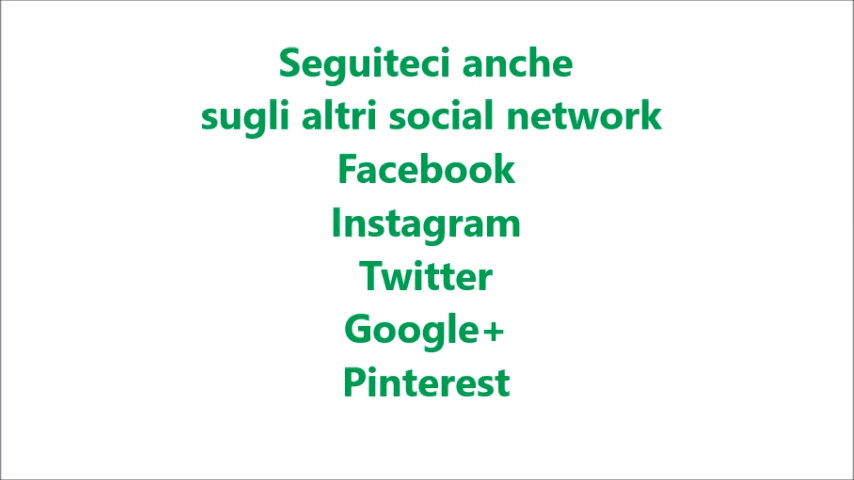 Seguiteci anche
sugli altri social network
Facebook
Instagram
Twitter
Google+
Pinterest